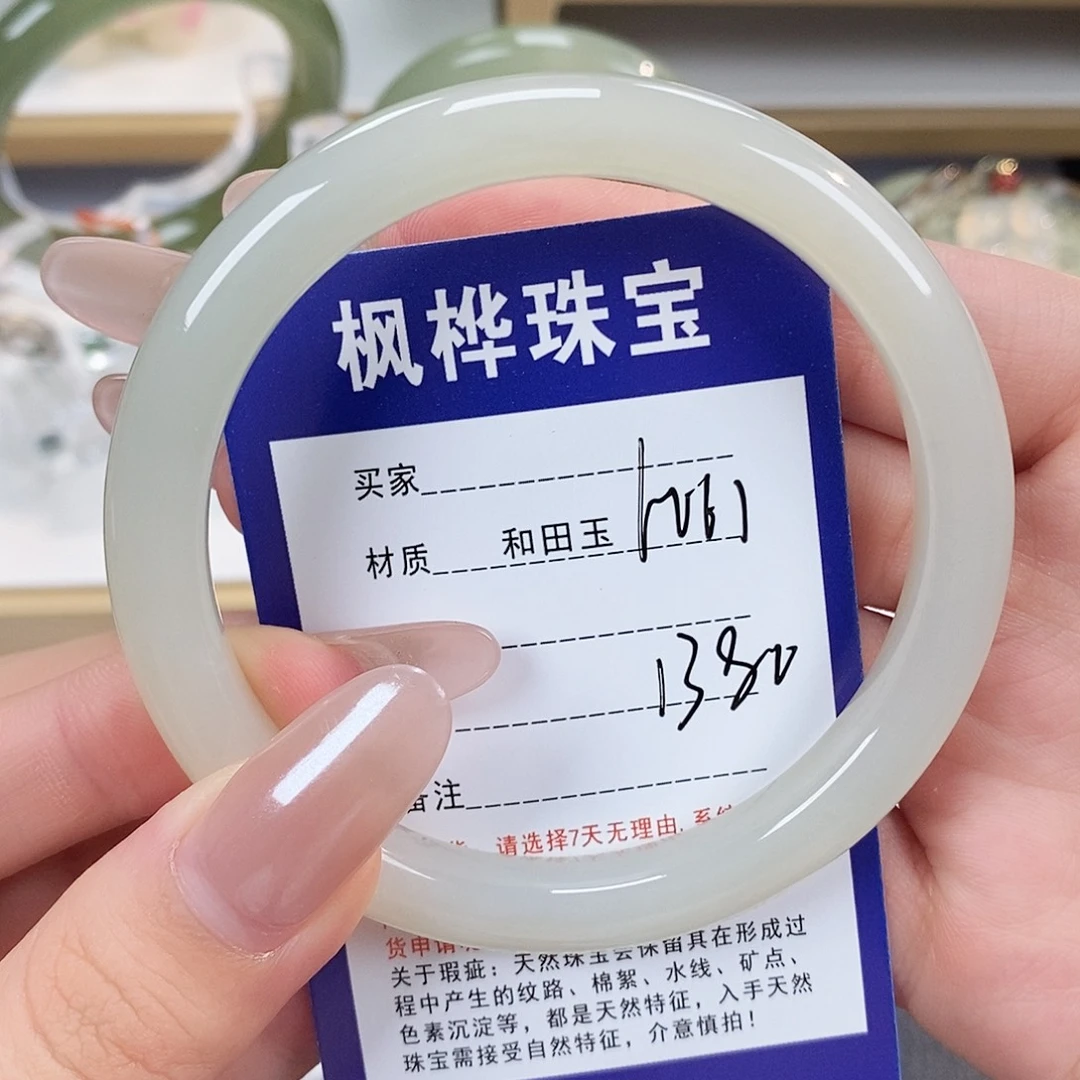 枫桦珠宝
买家
材质 和田玉
1380
备注
请选择7天无理由,
货申请
关于瑕疵：天然珠宝会保留其在形成过
程中产生的纹路、棉絮、水线、矿点、
色素沉淀等，都是天然特征，入手天然
珠宝需接受自然特征，介意慎拍！